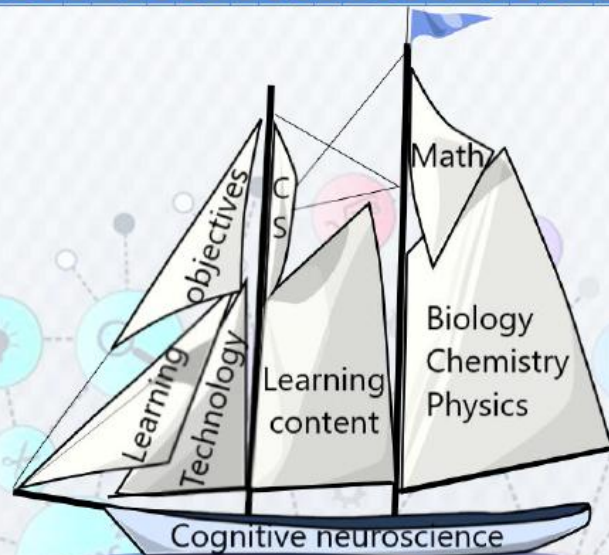 objectives
C
S
Math
Learning
Technology
Learning
content
Biology
Chemistry
Physics
Cognitive neuroscience